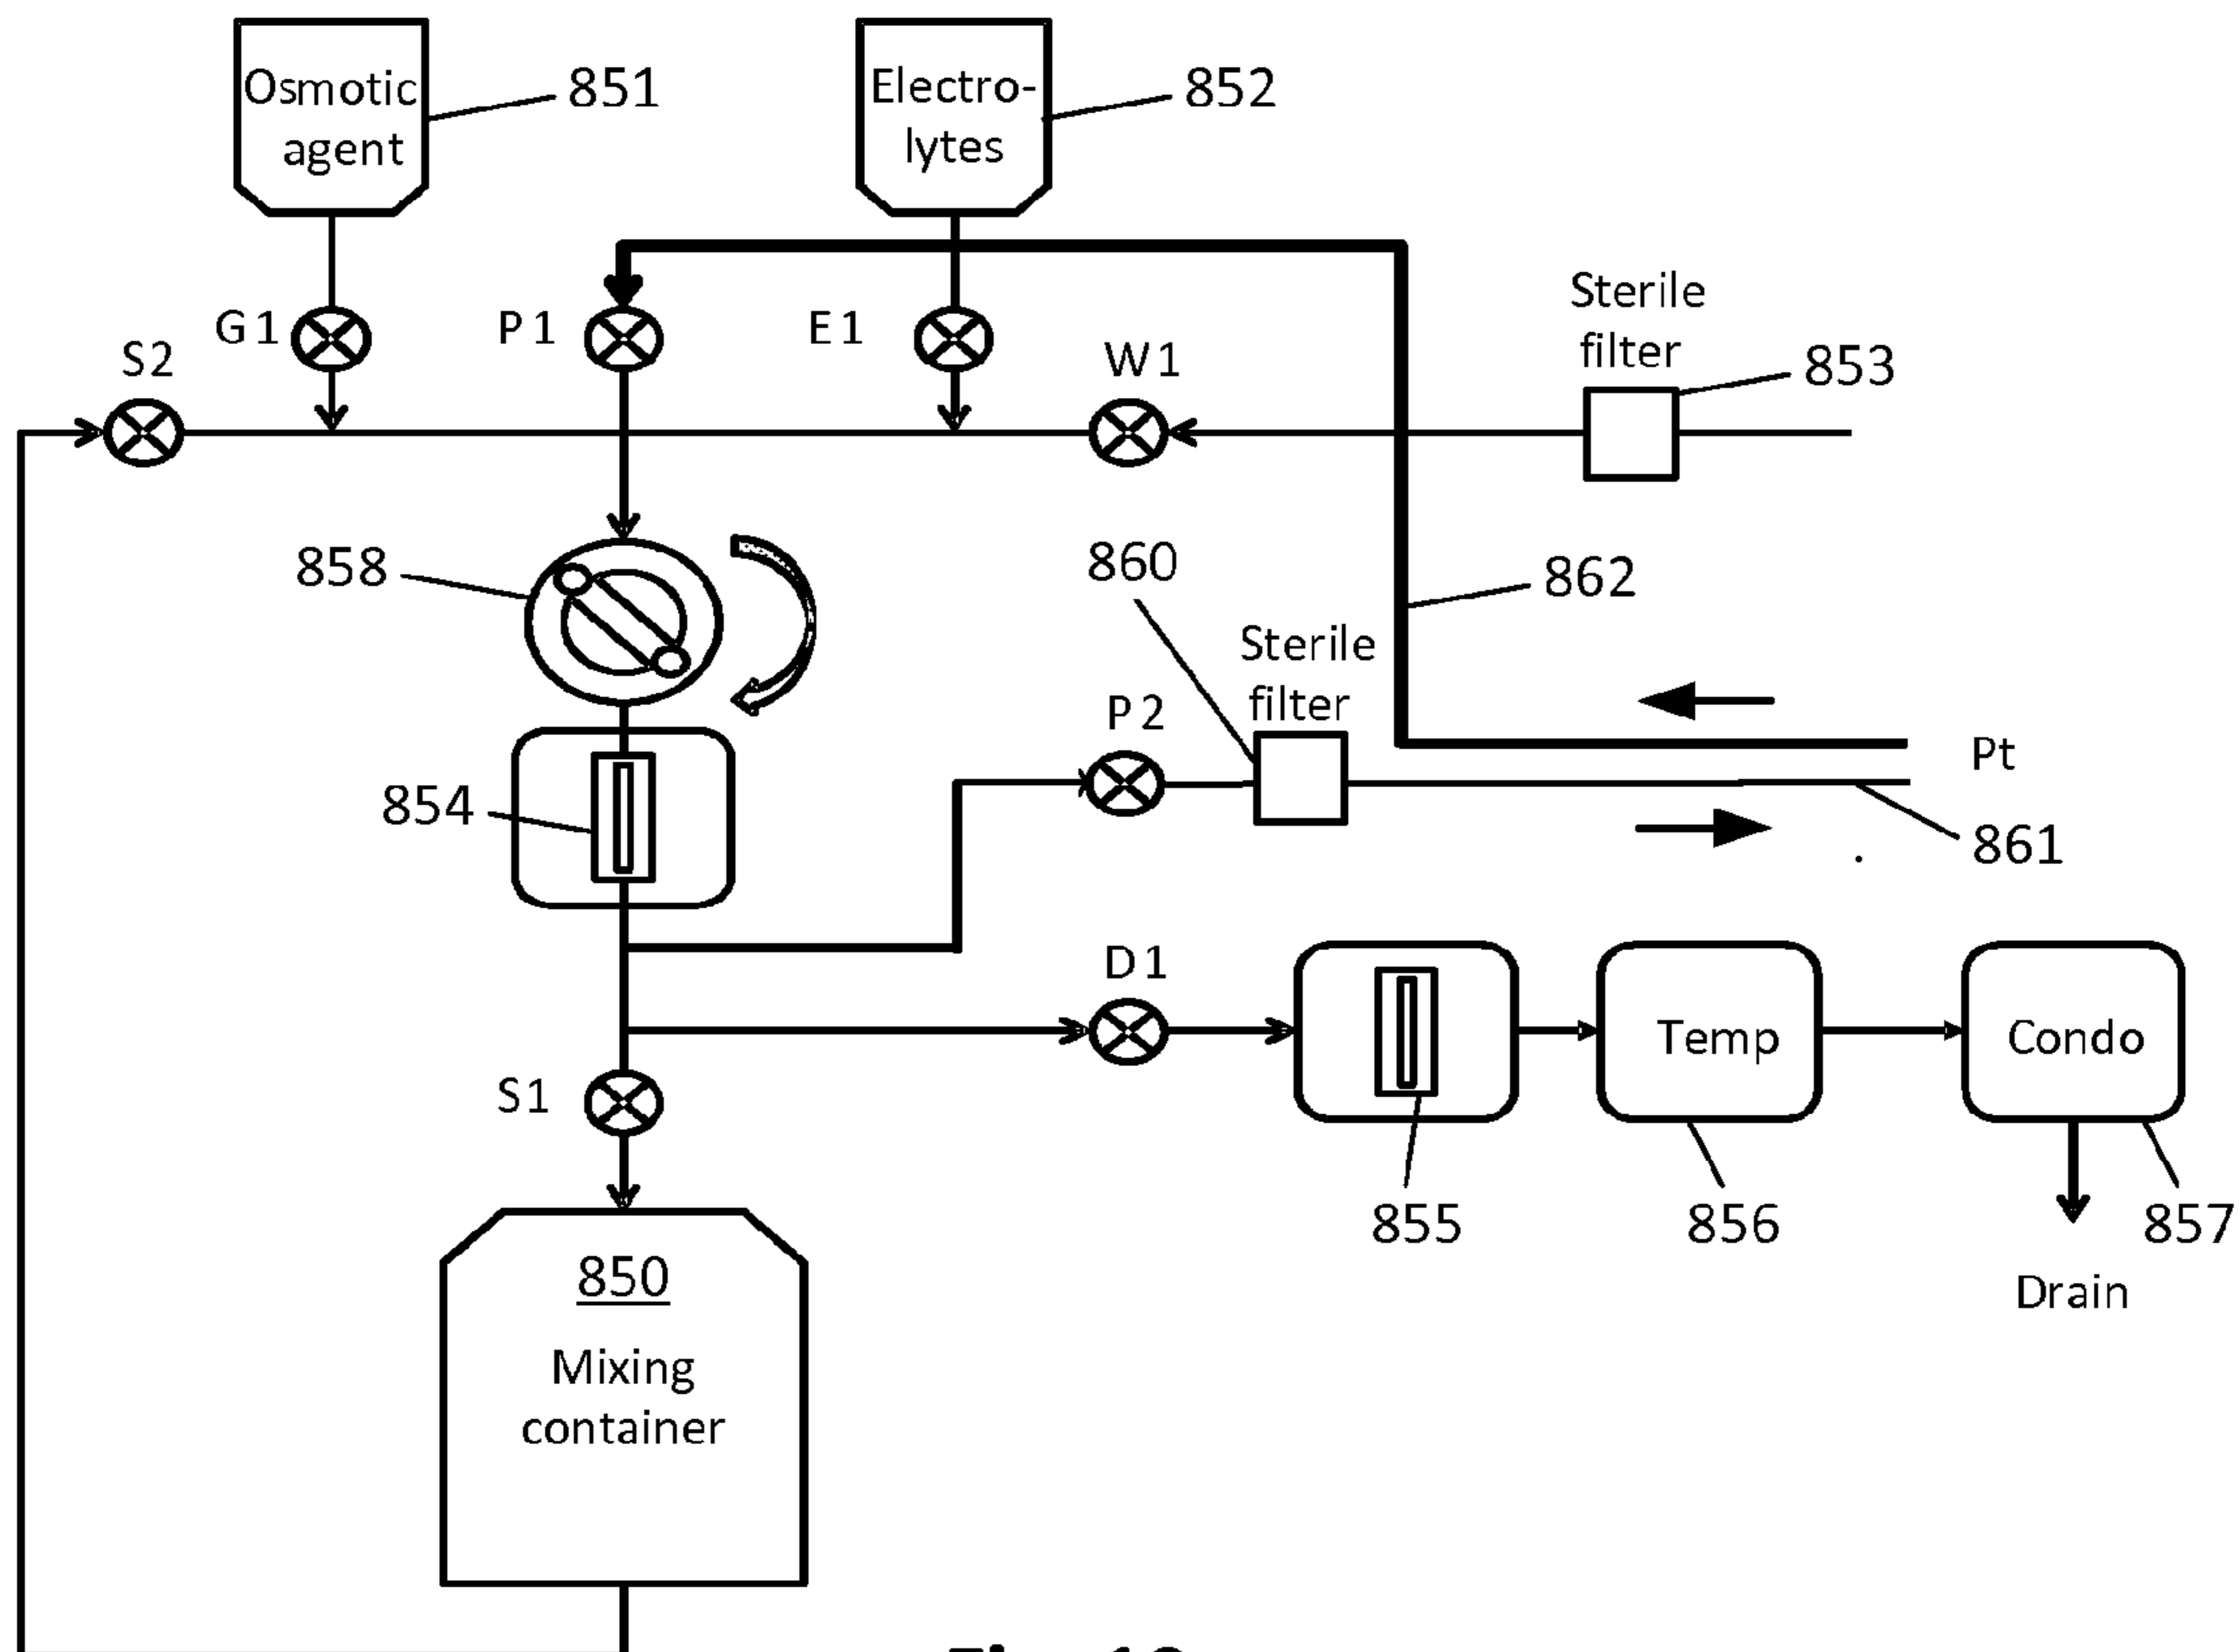 Osmotic
agent
851
Electro-
lytes
852
Sterile
filter
853
G1
P1
E1
S2
W1
858
860
862
Sterile
filter
P2
Pt
854
861
D1
Temp
Condo
S1
855
856
857
850
Mixing
container
Drain